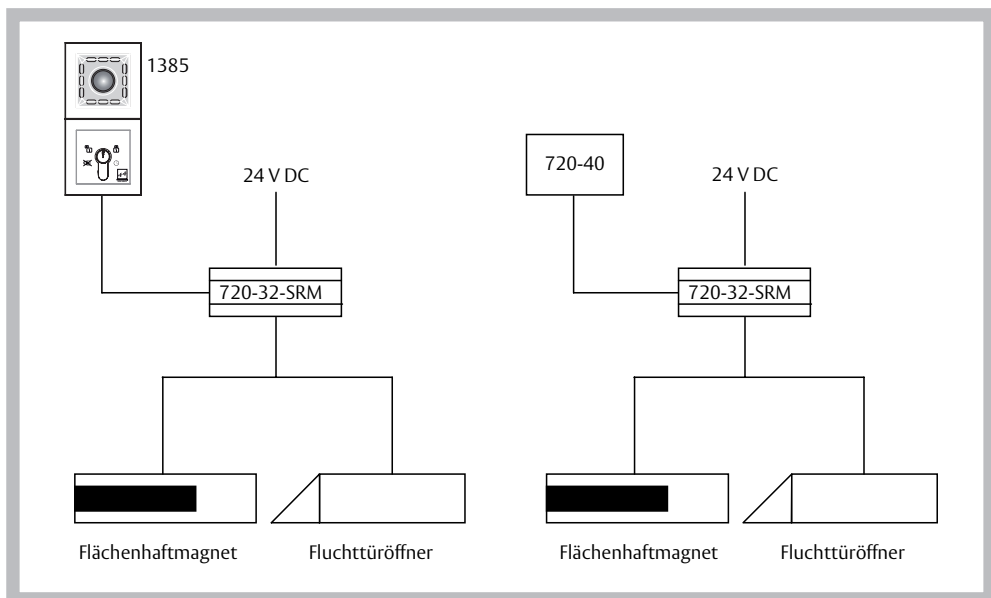 1385
24 V DC
720-32-SRM
Flächenhaftmagnet
Fluchttüröffner
720-40
24 V DC
720-32-SRM
Flächenhaftmagnet
Fluchttüröffner